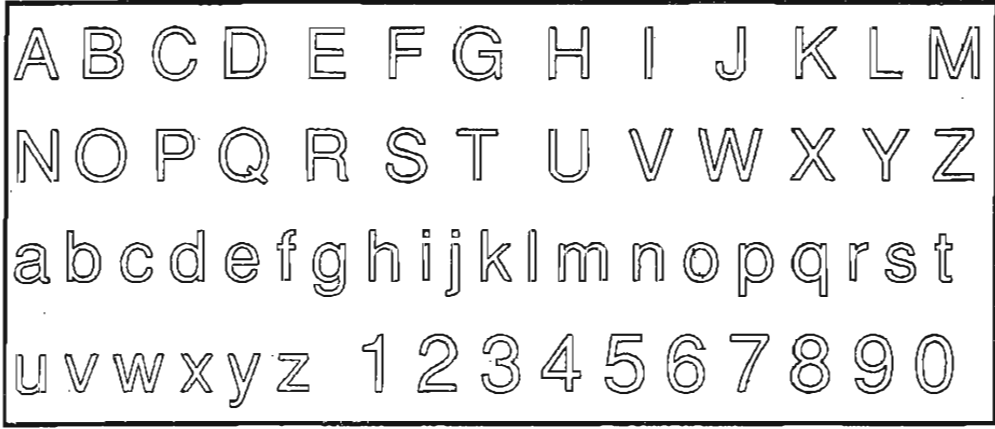 A B C D E F G H I J K L M
N O P Q R S T U V W X Y Z
a b c d e f g h i j k l m n o p q r s t
u v w x y z 1 2 3 4 5 6 7 8 9 0